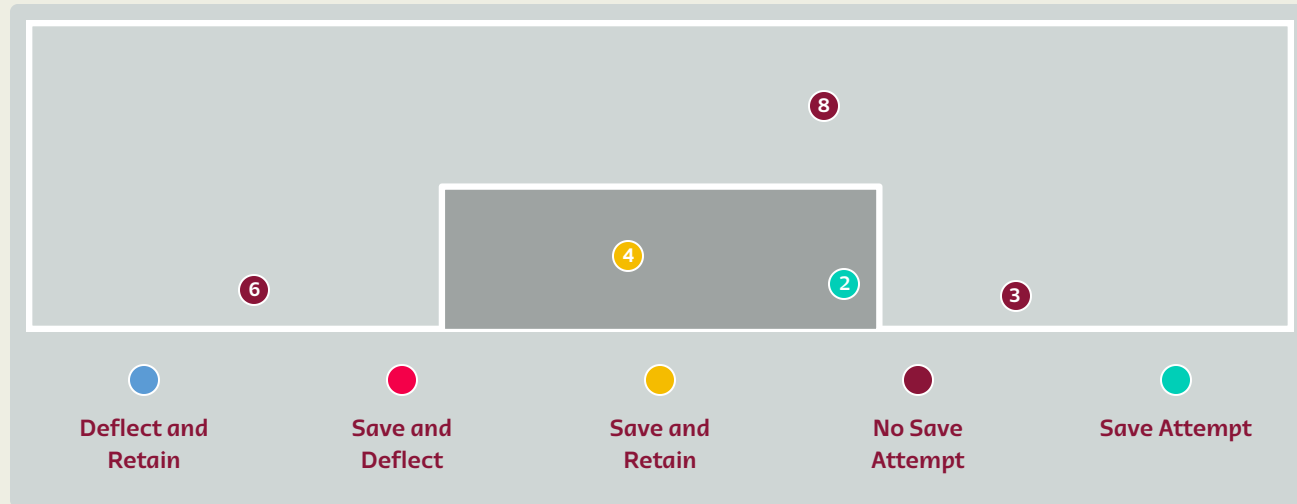 8
4
2
6
3
Deflect and
Retain
Save and
Deflect
Save and
Retain
No Save
Attempt
Save Attempt